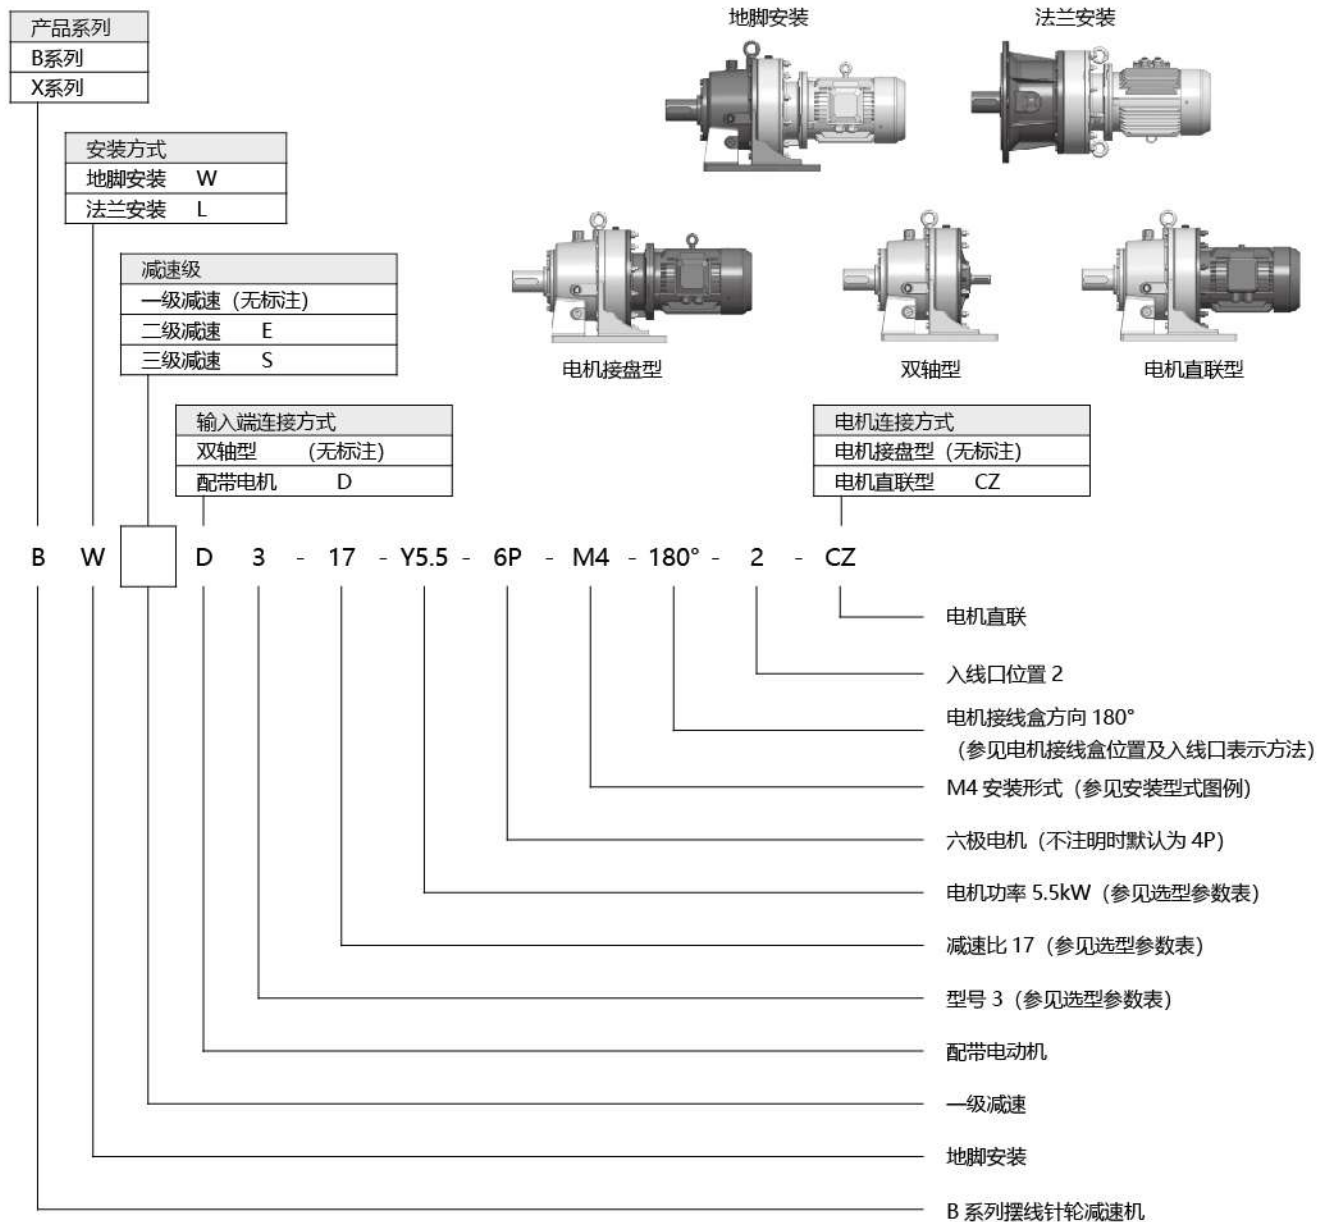 产品系列
B系列
X系列
地脚安装
法兰安装
安装方式
地脚安装 W
法兰安装 L
减速级
一级减速 (无标注)
二级减速 E
三级减速 S
电机接盘型
双轴型
电机直联型
输入端连接方式
双轴型 (无标注)
配带电机 D
电机连接方式
电机接盘型 (无标注)
电机直联型 CZ
B W D 3 - 17 - Y5.5 - 6P - M4 - 180° - 2 - CZ
电机直联
入线口位置 2
电机接线盒方向 180°
(参见电机接线盒位置及入线口表示方法)
M4 安装形式 (参见安装型式图例)
六极电机 (不注明时默认为 4P)
电机功率 5.5kW (参见选型参数表)
减速比 17 (参见选型参数表)
型号 3 (参见选型参数表)
配带电动机
一级减速
地脚安装
B 系列摆线针轮减速机